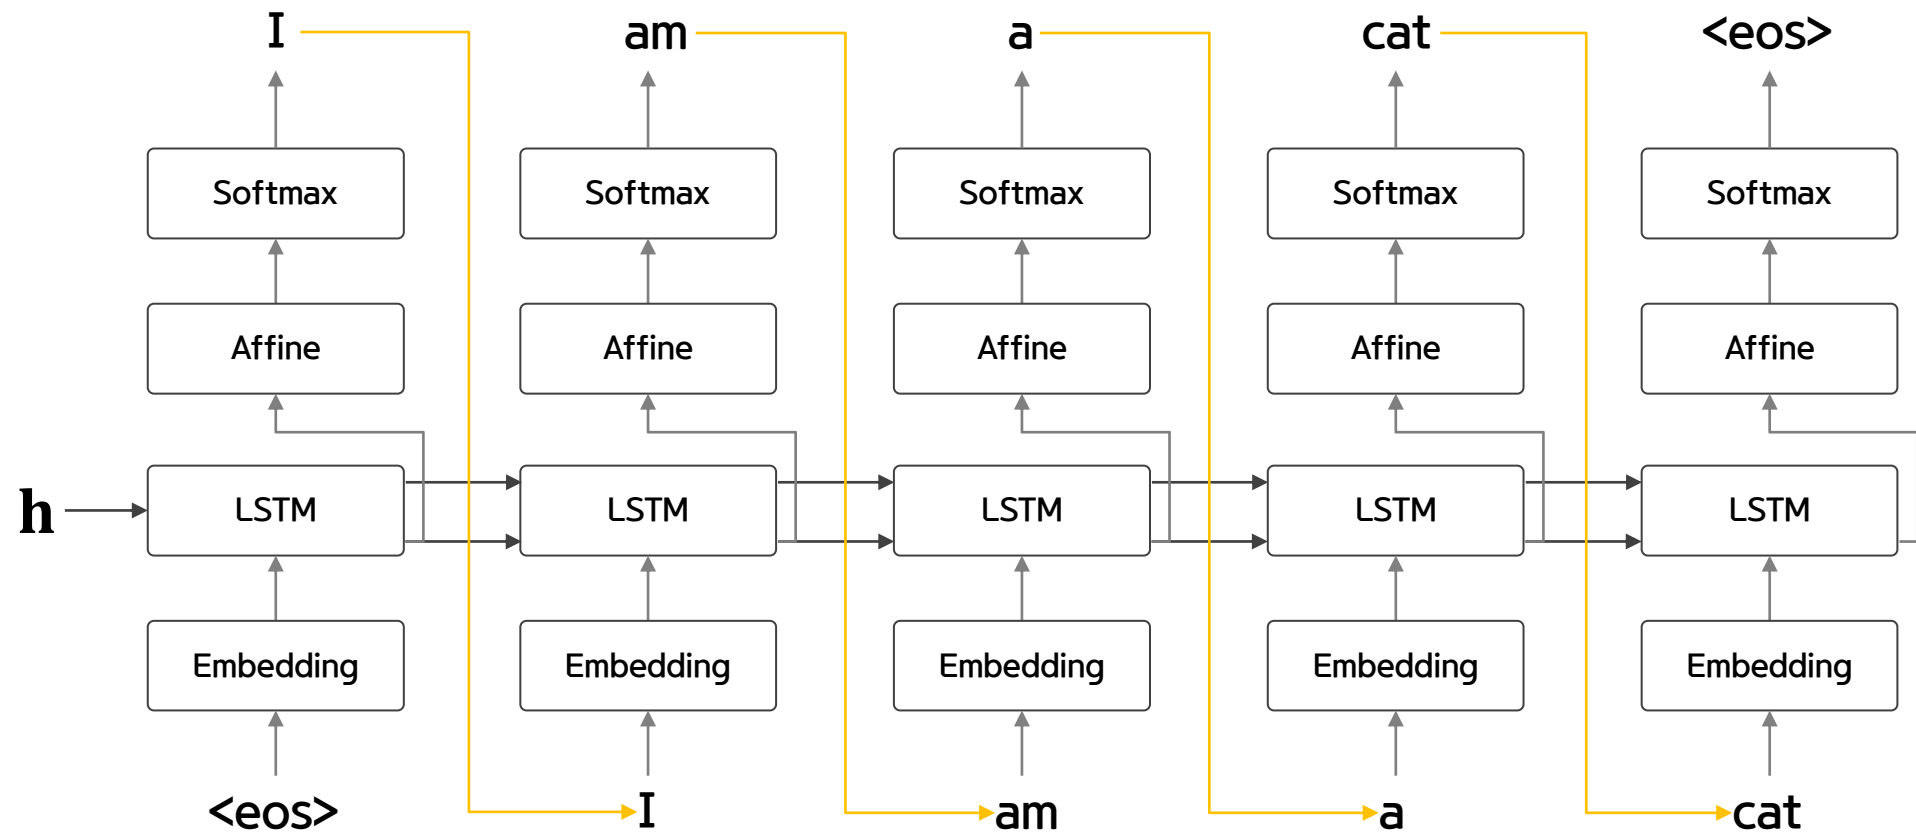 I am a cat <eos>
Softmax Softmax Softmax Softmax Softmax
Affine Affine Affine Affine Affine
h LSTM LSTM LSTM LSTM LSTM
Embedding Embedding Embedding Embedding Embedding
<eos> I am a cat